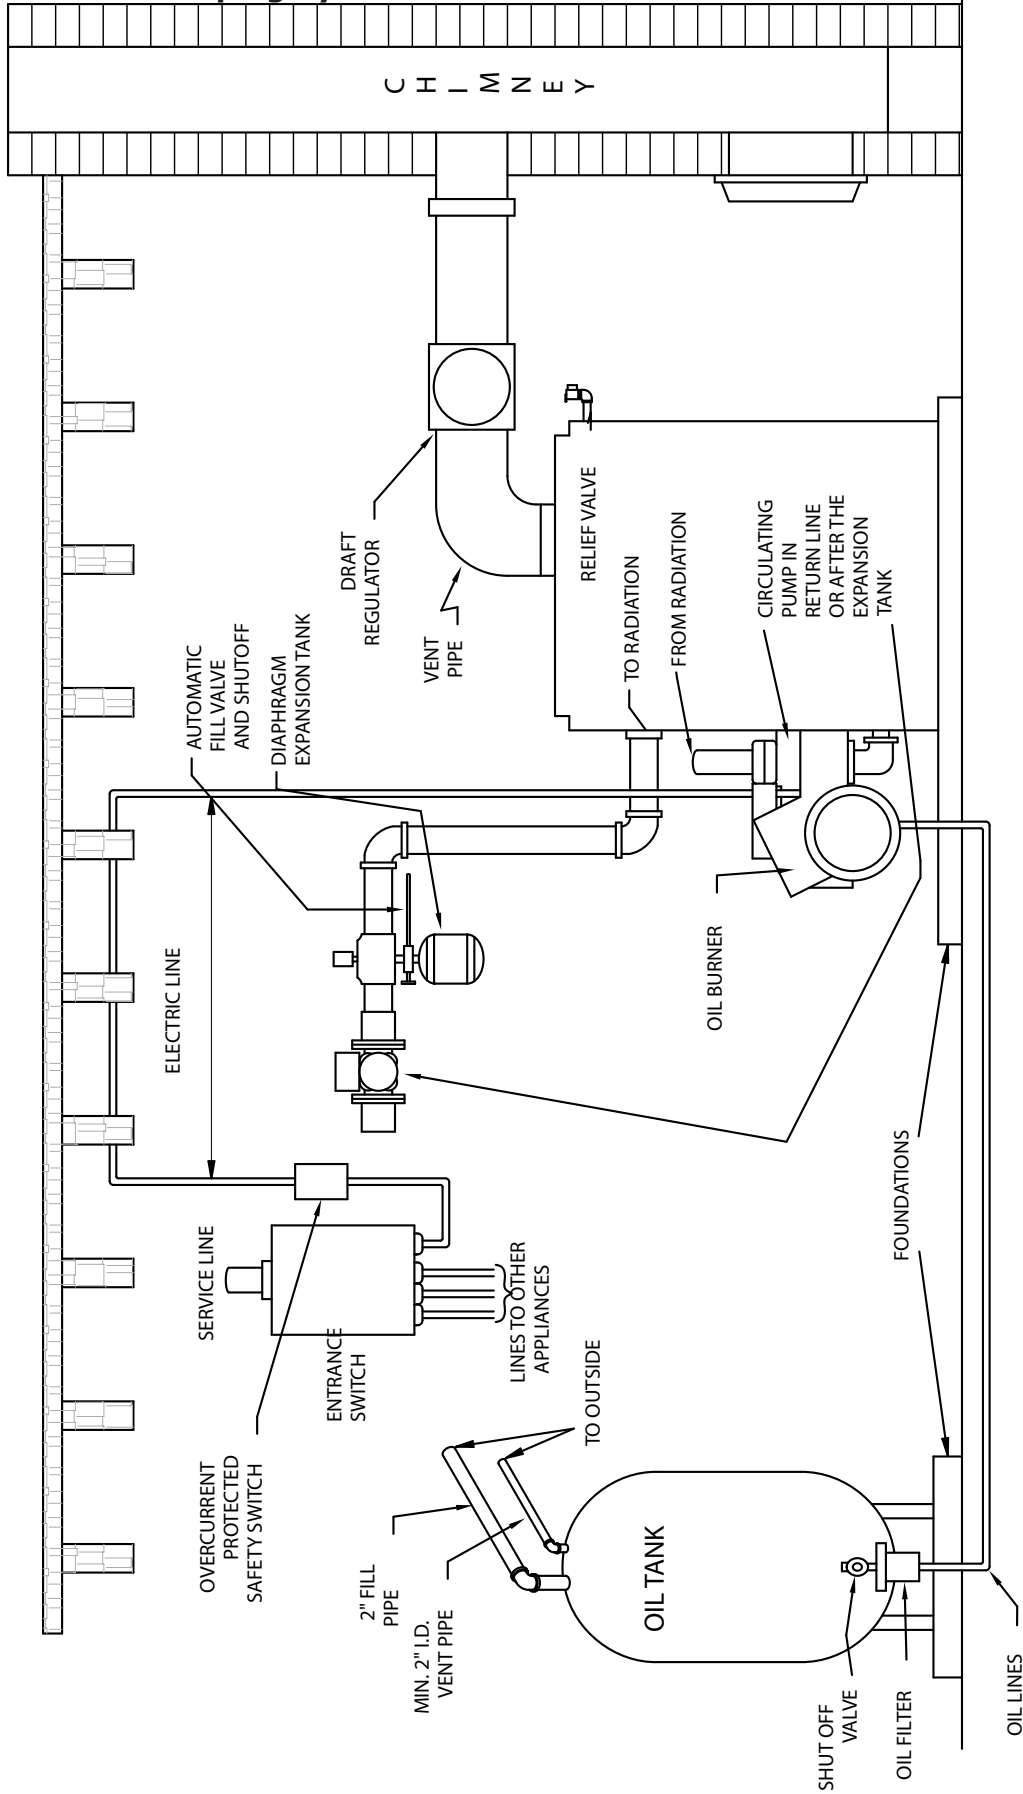 CHIMNEY
AUTOMATIC
FILL VALVE
AND SHUTOFF
DIAPHRAGM
EXPANSION TANK
DRAFT
REGULATOR
VENT
PIPE
RELIEF VALVE
TO RADIATION
FROM RADIATION
CIRCULATING
PUMP IN
RETURN LINE
OR AFTER THE
EXPANSION
TANK
ELECTRIC LINE
OIL BURNER
SERVICE LINE
ENTRANCE
SWITCH
LINES TO OTHER
APPLIANCES
OVERCURRENT
PROTECTED
SAFETY SWITCH
TO OUTSIDE
2" FILL
PIPE
MIN. 2" I.D.
VENT PIPE
OIL TANK
FOUNDATIONS
SHUT OFF
VALVE
OIL FILTER
OIL LINES